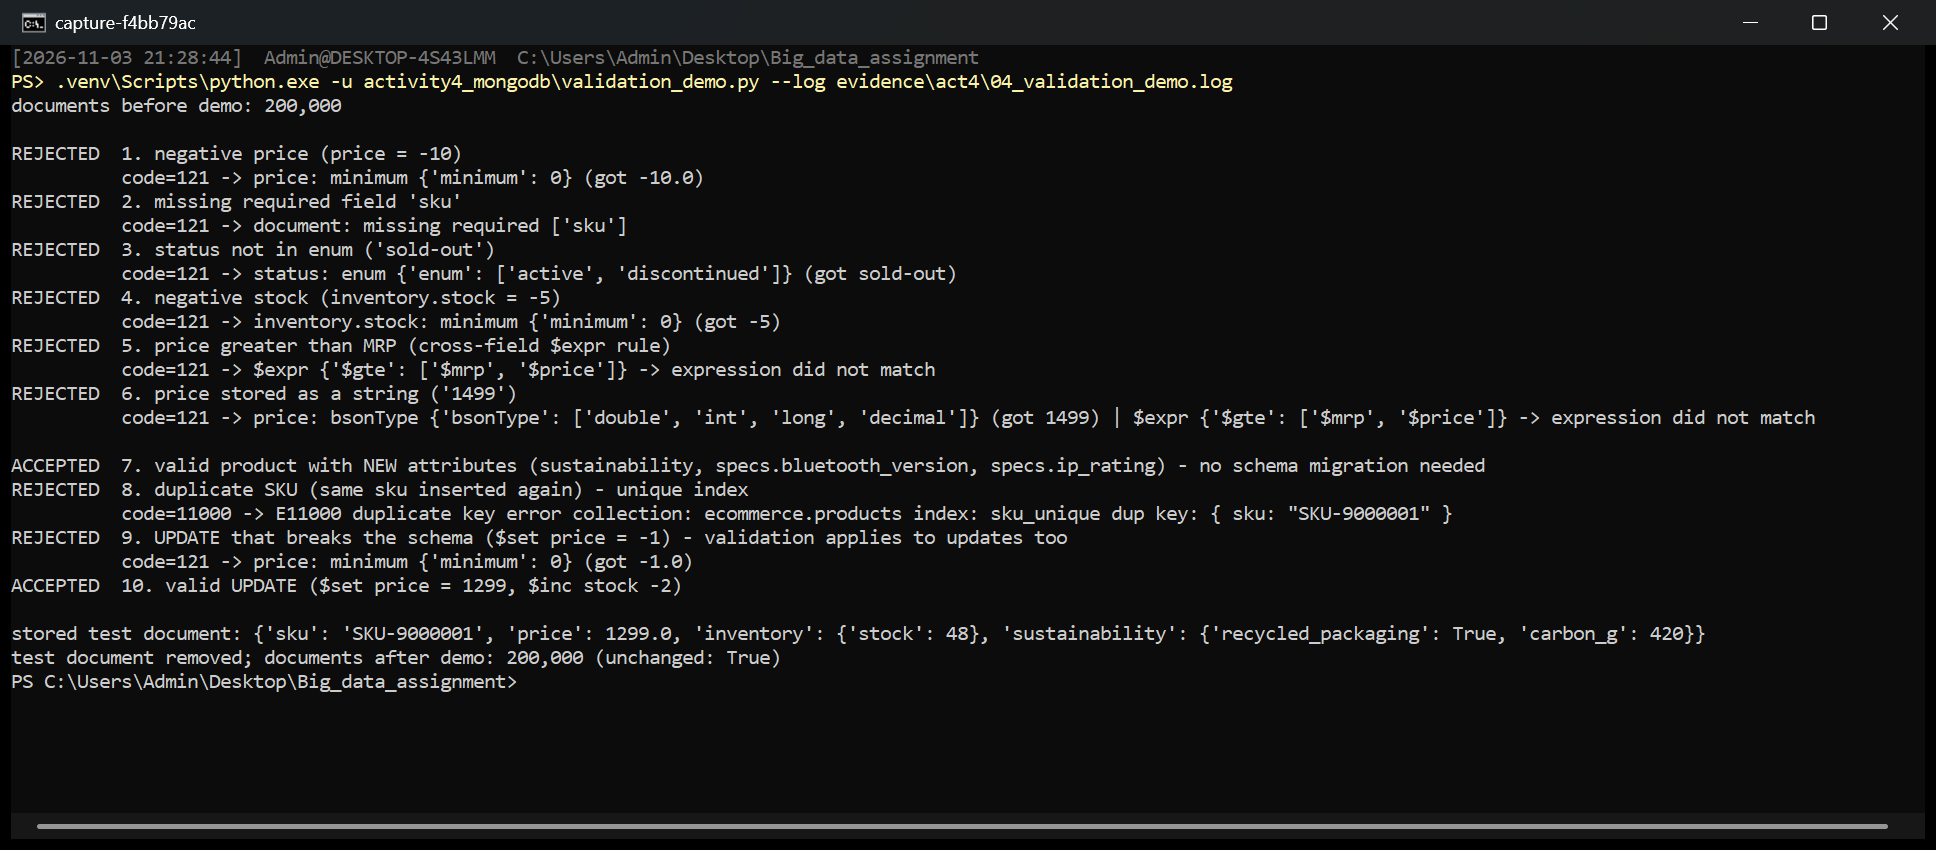 capture-f4bb79ac
[2026-11-03 21:28:44]  Admin@DESKTOP-4S43LMM  C:\Users\Admin\Desktop\Big_data_assignment
PS> .venv\Scripts\python.exe -u activity4_mongodb\validation_demo.py --log evidence\act4\04_validation_demo.log
documents before demo: 200,000
REJECTED  1. negative price (price = -10)
code=121 -> price: minimum {'minimum': 0} (got -10.0)
REJECTED  2. missing required field 'sku'
code=121 -> document: missing required ['sku']
REJECTED  3. status not in enum ('sold-out')
code=121 -> status: enum {'enum': ['active', 'discontinued']} (got sold-out)
REJECTED  4. negative stock (inventory.stock = -5)
code=121 -> inventory.stock: minimum {'minimum': 0} (got -5)
REJECTED  5. price greater than MRP (cross-field $expr rule)
code=121 -> $expr {'$gte': ['$mrp', '$price']} -> expression did not match
REJECTED  6. price stored as a string ('1499')
code=121 -> price: bsonType {'bsonType': ['double', 'int', 'long', 'decimal']} (got 1499) | $expr {'$gte': ['$mrp', '$price']} -> expression did not match
ACCEPTED  7. valid product with NEW attributes (sustainability, specs.bluetooth_version, specs.ip_rating) - no schema migration needed
REJECTED  8. duplicate SKU (same sku inserted again) - unique index
code=11000 -> E11000 duplicate key error collection: ecommerce.products index: sku_unique dup key: { sku: "SKU-9000001" }
REJECTED  9. UPDATE that breaks the schema ($set price = -1) - validation applies to updates too
code=121 -> price: minimum {'minimum': 0} (got -1.0)
ACCEPTED  10. valid UPDATE ($set price = 1299, $inc stock -2)
stored test document: {'sku': 'SKU-9000001', 'price': 1299.0, 'inventory': {'stock': 48}, 'sustainability': {'recycled_packaging': True, 'carbon_g': 420}}
test document removed; documents after demo: 200,000 (unchanged: True)
PS C:\Users\Admin\Desktop\Big_data_assignment>